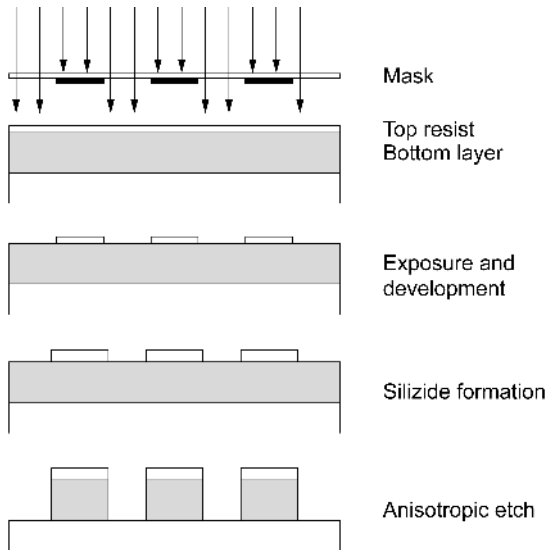 Mask
Top resist
Bottom layer
Exposure and
development
Silizide formation
Anisotropic etch